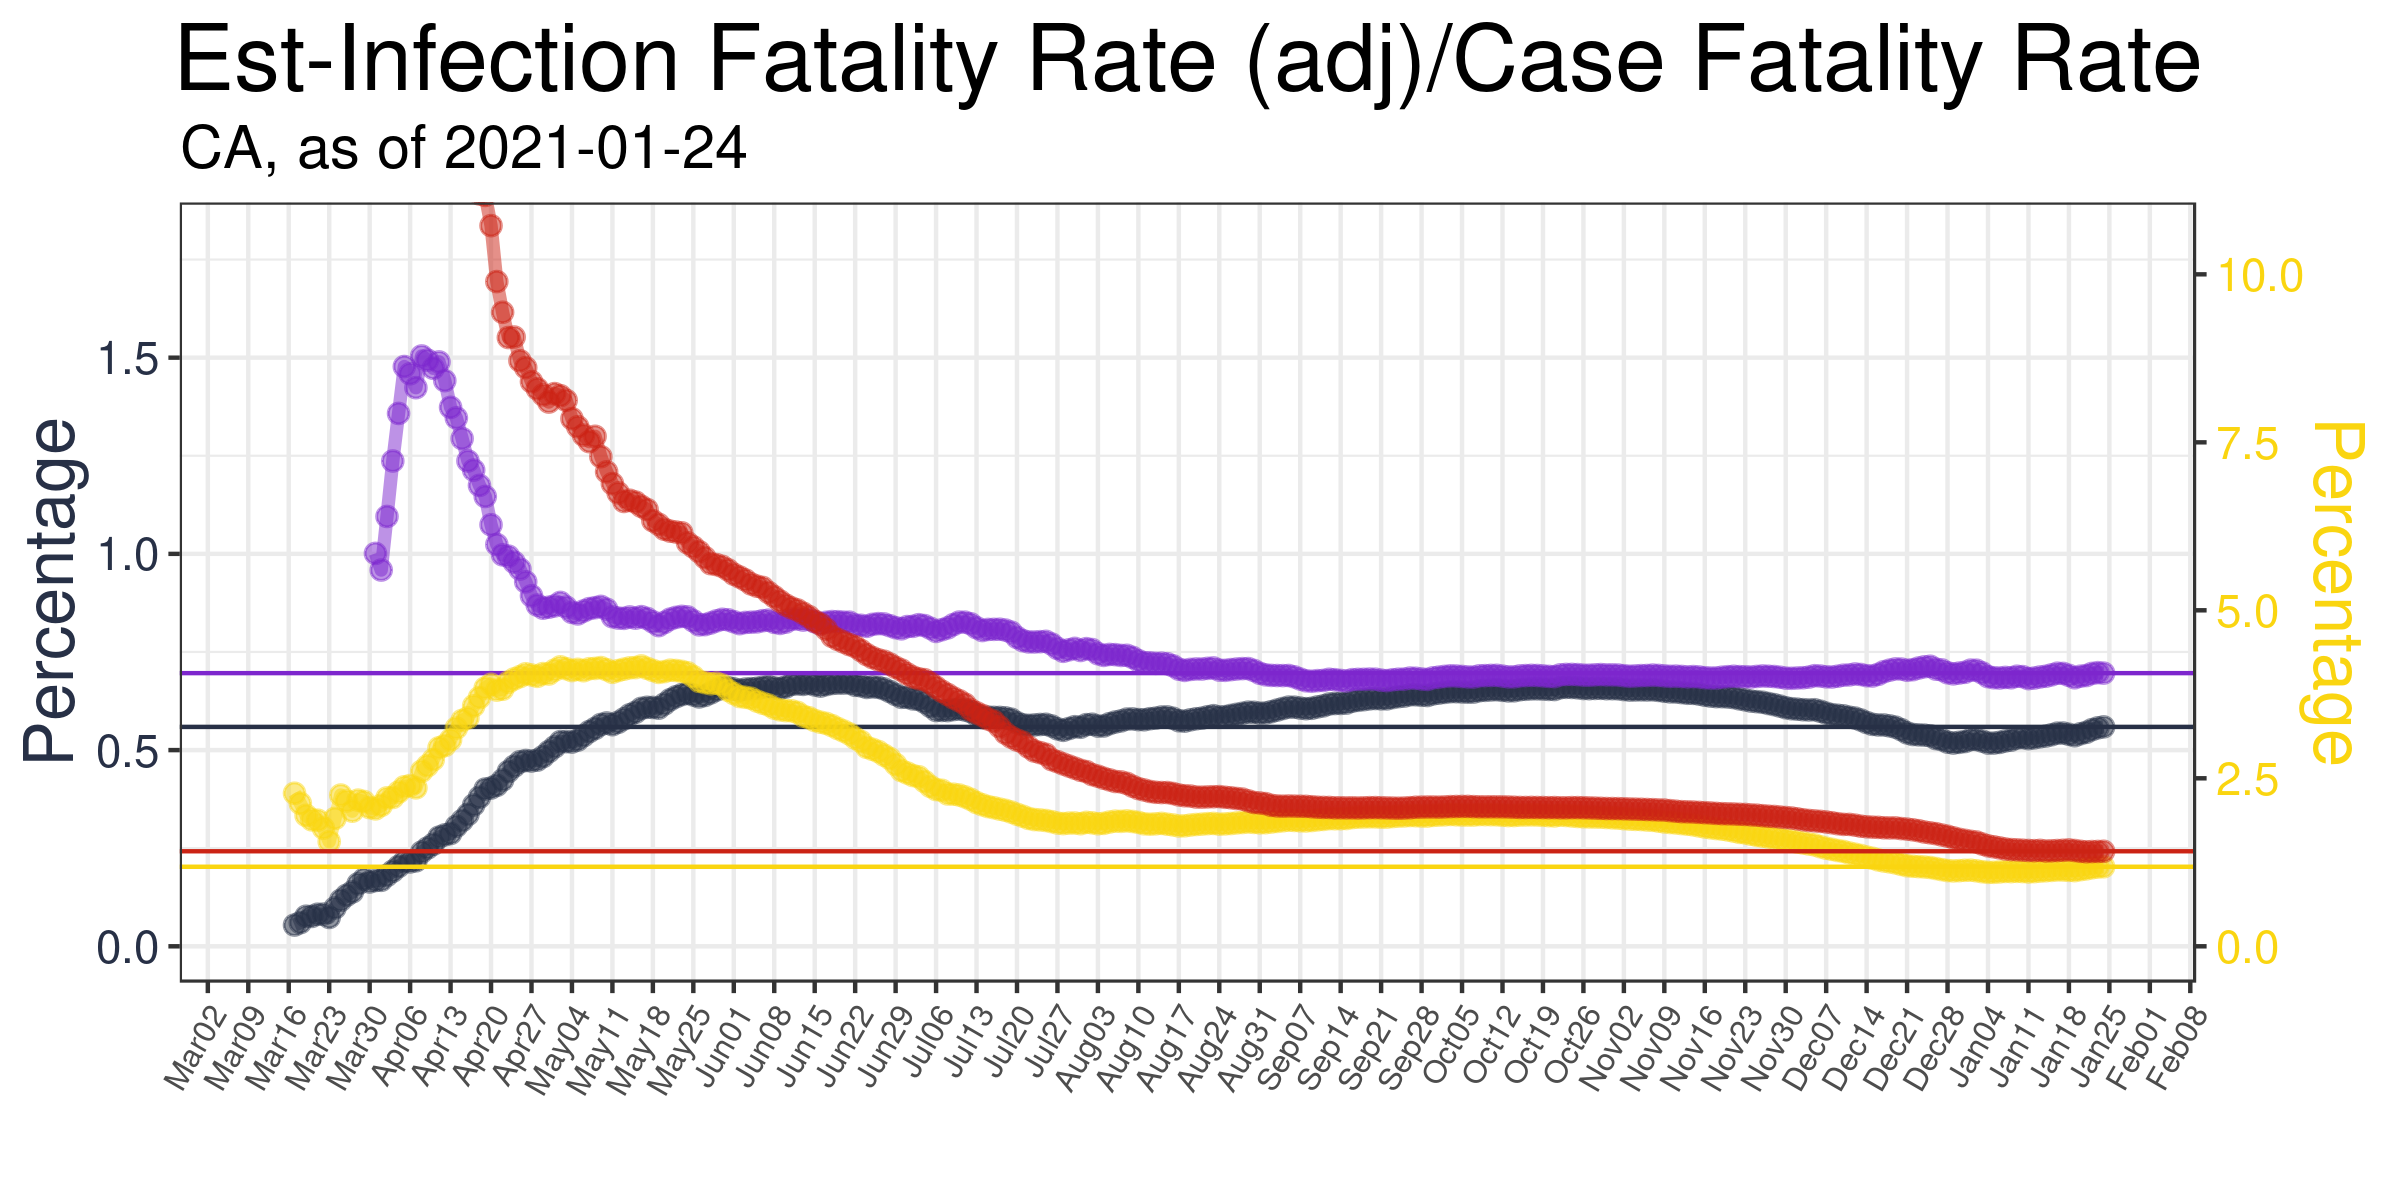 Est-Infection Fatality Rate (adj)/Case Fatality Rate
CA, as of 2021-01-24
Percentage
1.5
1.0
0.5
0.0
10.0
7.5
5.0
2.5
0.0
Percentage
Mar02
Mar09
Mar16
Mar23
Mar30
Apr06
Apr13
Apr20
Apr27
May04
May11
May18
May25
Jun01
Jun08
Jun15
Jun22
Jun29
Jul06
Jul13
Jul20
Jul27
Aug03
Aug10
Aug17
Aug24
Aug31
Sep07
Sep14
Sep21
Sep28
Oct05
Oct12
Oct19
Oct26
Nov02
Nov09
Nov16
Nov23
Nov30
Dec07
Dec14
Dec21
Dec28
Jan04
Jan11
Jan18
Jan25
Feb01
Feb08